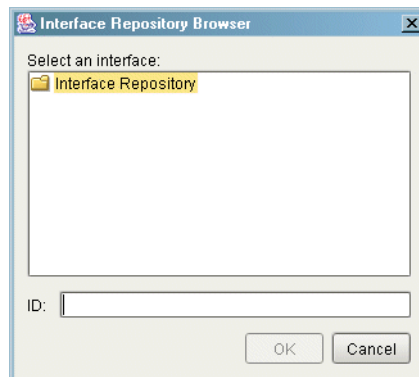 Interface Repository Browser
Select an interface:
Interface Repository
ID:
OK Cancel